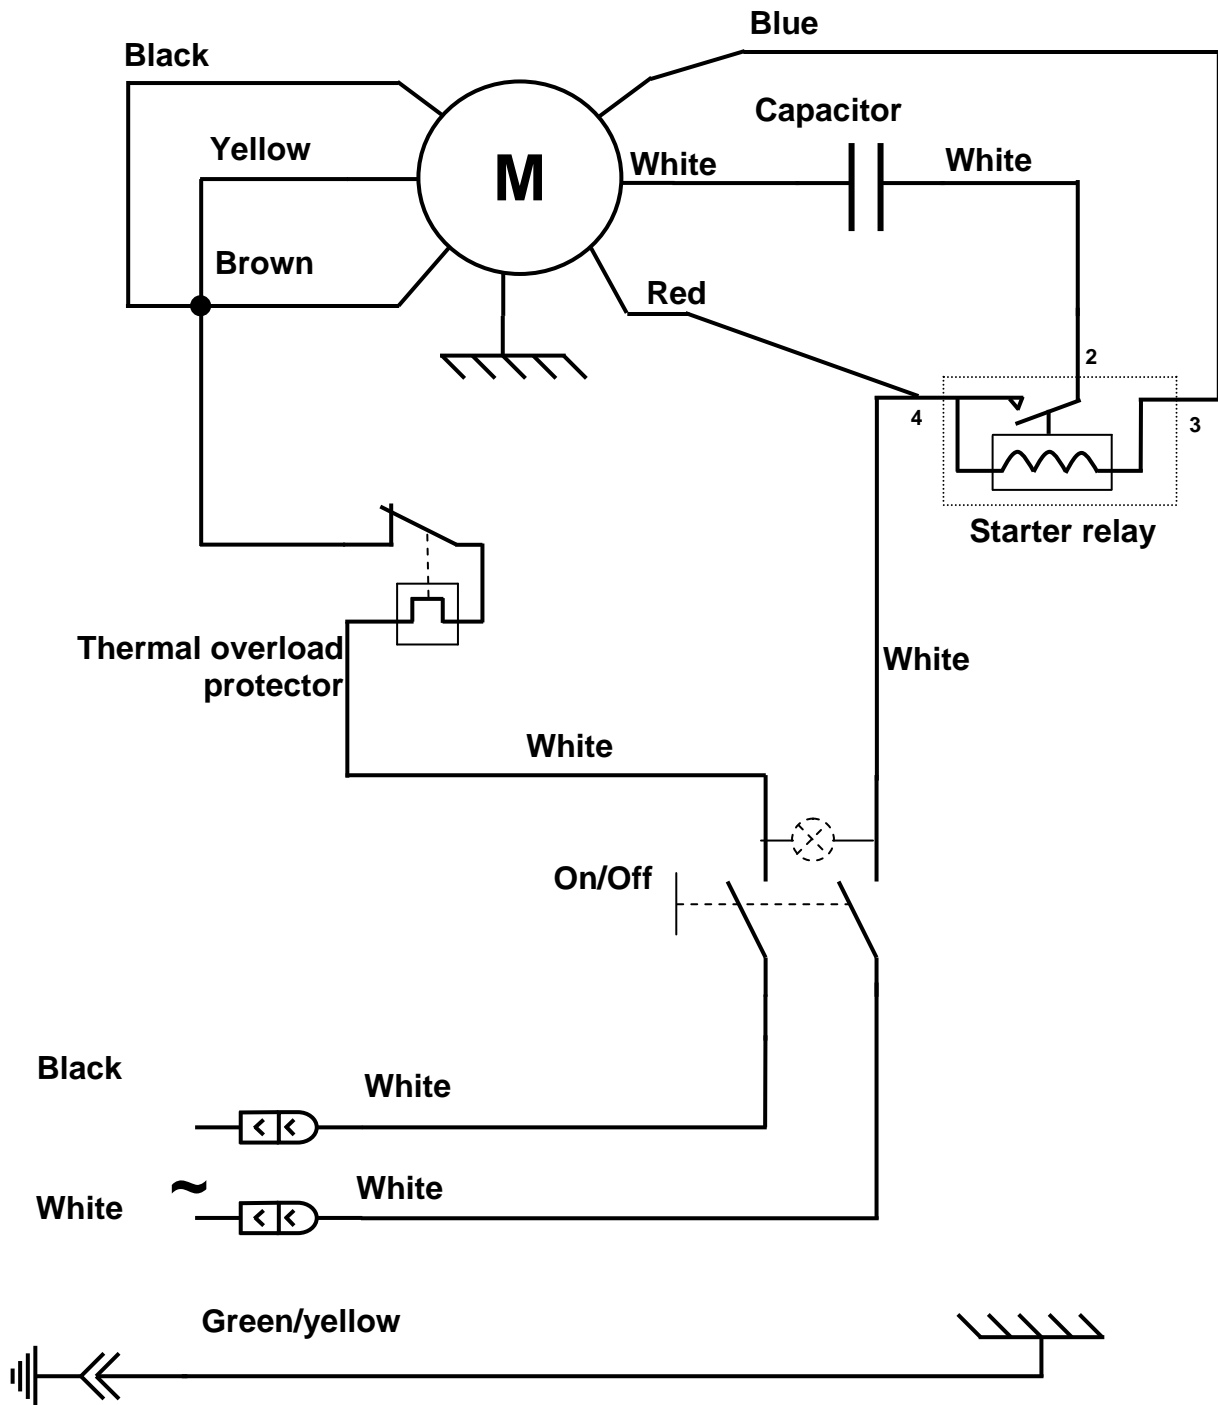 Blue
Black
Capacitor
Yellow
White
White
M
Brown
Red
2
4
3
Starter relay
Thermal overload
protector
White
White
On/Off
Black
White
~
White
White
Green/yellow